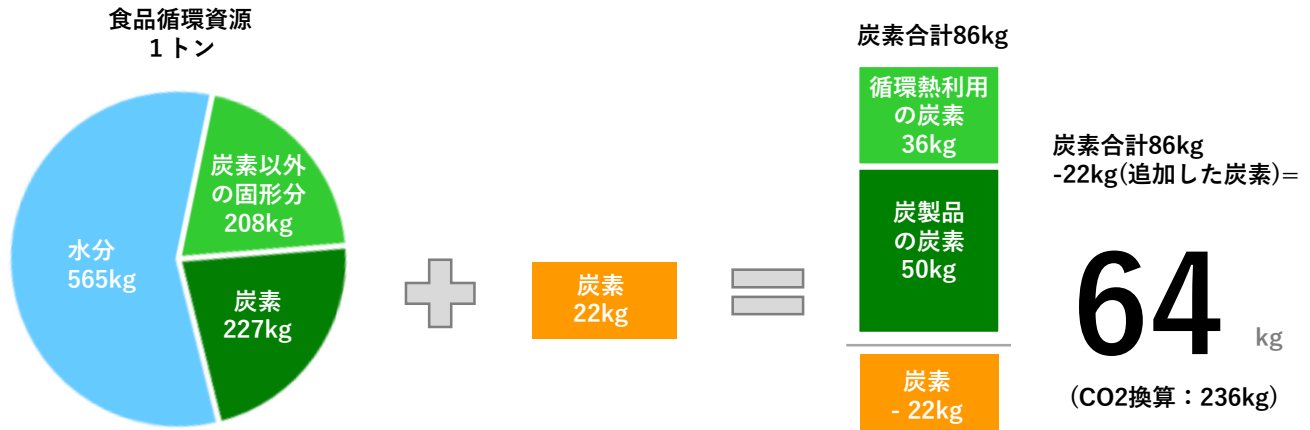 食品循環資源
１トン
炭素以外
の固形分
208kg
水分
565kg
炭素
227kg
炭素
22kg
炭素合計86kg
循環熱利用
の炭素
36kg
炭製品
の炭素
50kg
炭素
- 22kg
炭素合計86kg
-22kg(追加した炭素)=
64 kg
(CO2換算：236kg)